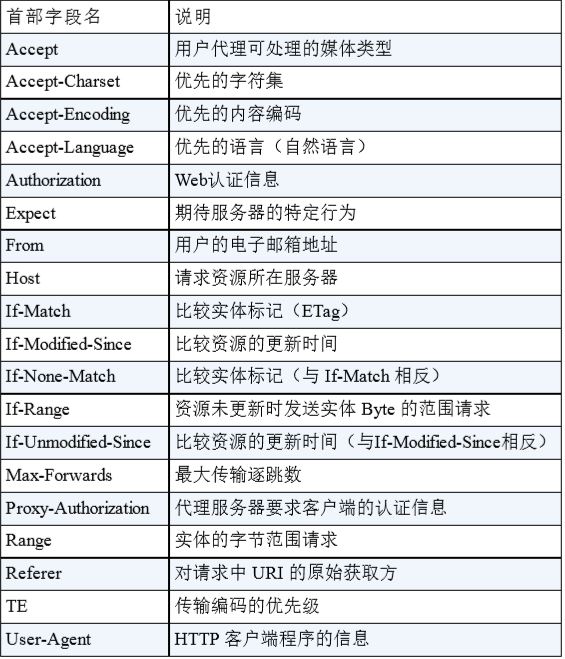 首部字段名 说明
Accept 用户代理可处理的媒体类型
Accept-Charset 优先的字符集
Accept-Encoding 优先的内容编码
Accept-Language 优先的语言（自然语言）
Authorization Web认证信息
Expect 期待服务器的特定行为
From 用户的电子邮箱地址
Host 请求资源所在服务器
If-Match 比较实体标记（ETag）
If-Modified-Since 比较资源的更新时间
If-None-Match 比较实体标记（与 If-Match 相反）
If-Range 资源未更新时发送实体 Byte 的范围请求
If-Unmodified-Since 比较资源的更新时间（与If-Modified-Since相反）
Max-Forwards 最大传输逐跳数
Proxy-Authorization 代理服务器要求客户端的认证信息
Range 实体的字节范围请求
Referer 对请求中 URI 的原始获取方
TE 传输编码的优先级
User-Agent HTTP 客户端程序的信息